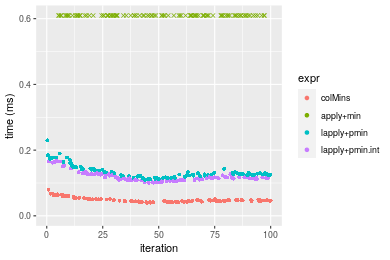 0.6
0.4
0.2
0.0
time (ms)
0
25
50
75
100
iteration
expr
colMins
apply+min
lapply+pmin
lapply+pmin.int